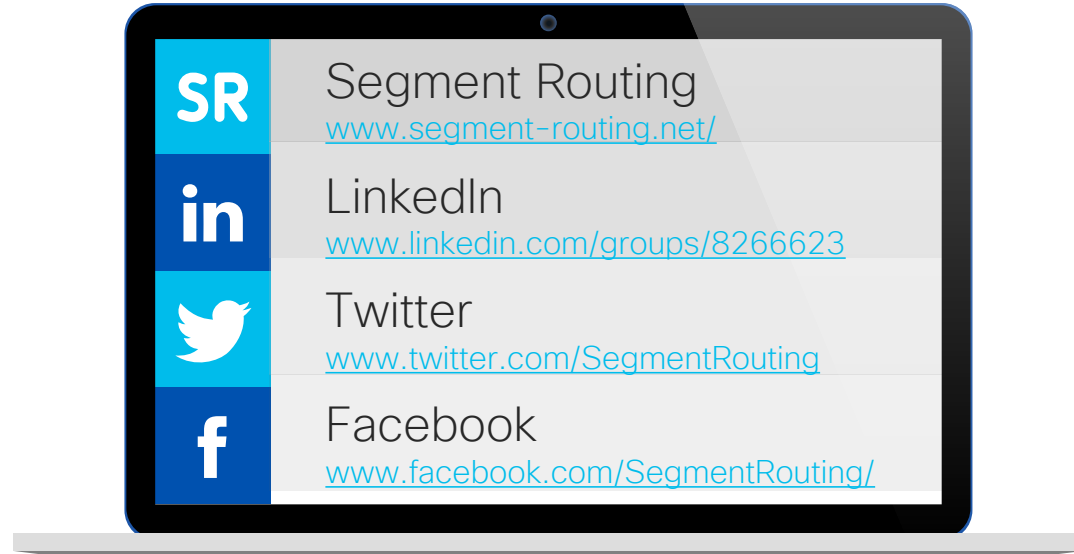 SR
Segment Routing
www.segment-routing.net/
in
LinkedIn
www.linkedin.com/groups/8266623
Twitter
www.twitter.com/SegmentRouting
f
Facebook
www.facebook.com/SegmentRouting/